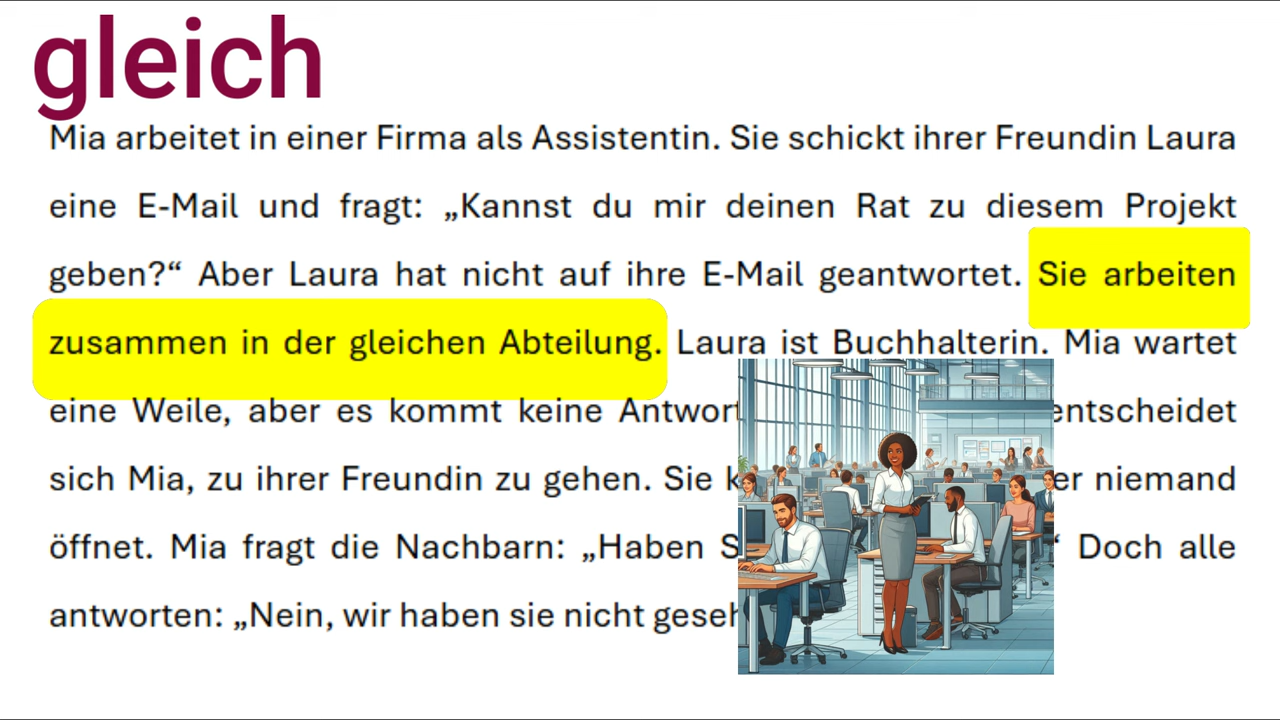 gleich
Mia arbeitet in einer Firma als Assistentin. Sie schickt ihrer Freundin Laura
eine E-Mail und fragt: „Kannst du mir deinen Rat zu diesem Projekt
geben?“ Aber Laura hat nicht auf ihre E-Mail geantwortet. Sie arbeiten
zusammen in der gleichen Abteilung. Laura ist Buchhalterin. Mia wartet
eine Weile, aber es kommt keine entscheidet
sich Mia, zu ihrer Freundin zu gehen. Sie niemand
öffnet. Mia fragt die Nachbarn: „Haben Doch alle
antworten: „Nein, wir haben sie nicht